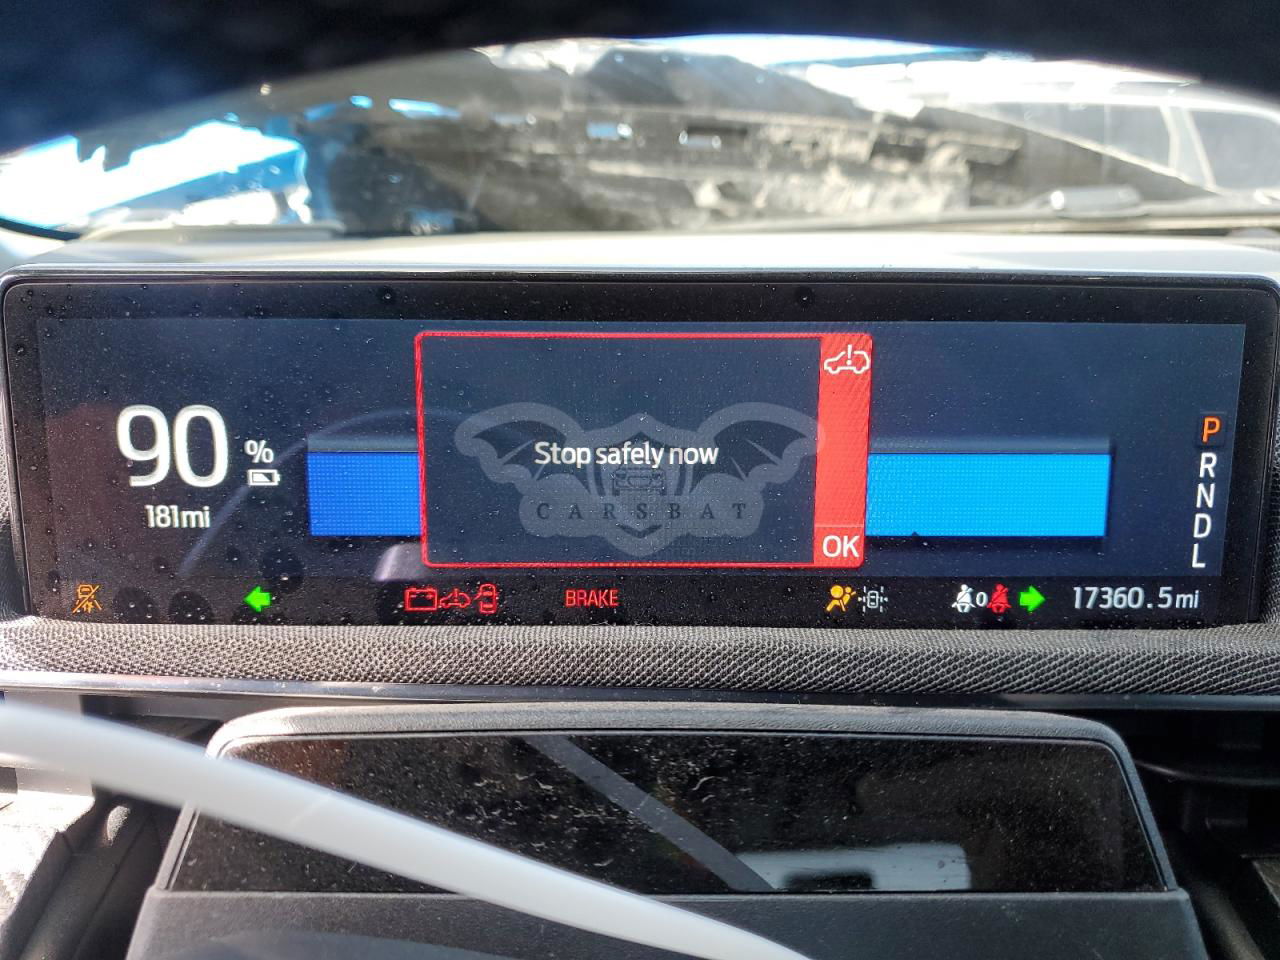 90 %
181mi
Stop safely now
CARSBAT
OK
P
R
N
D
L
BRAKE
0
17360.5mi